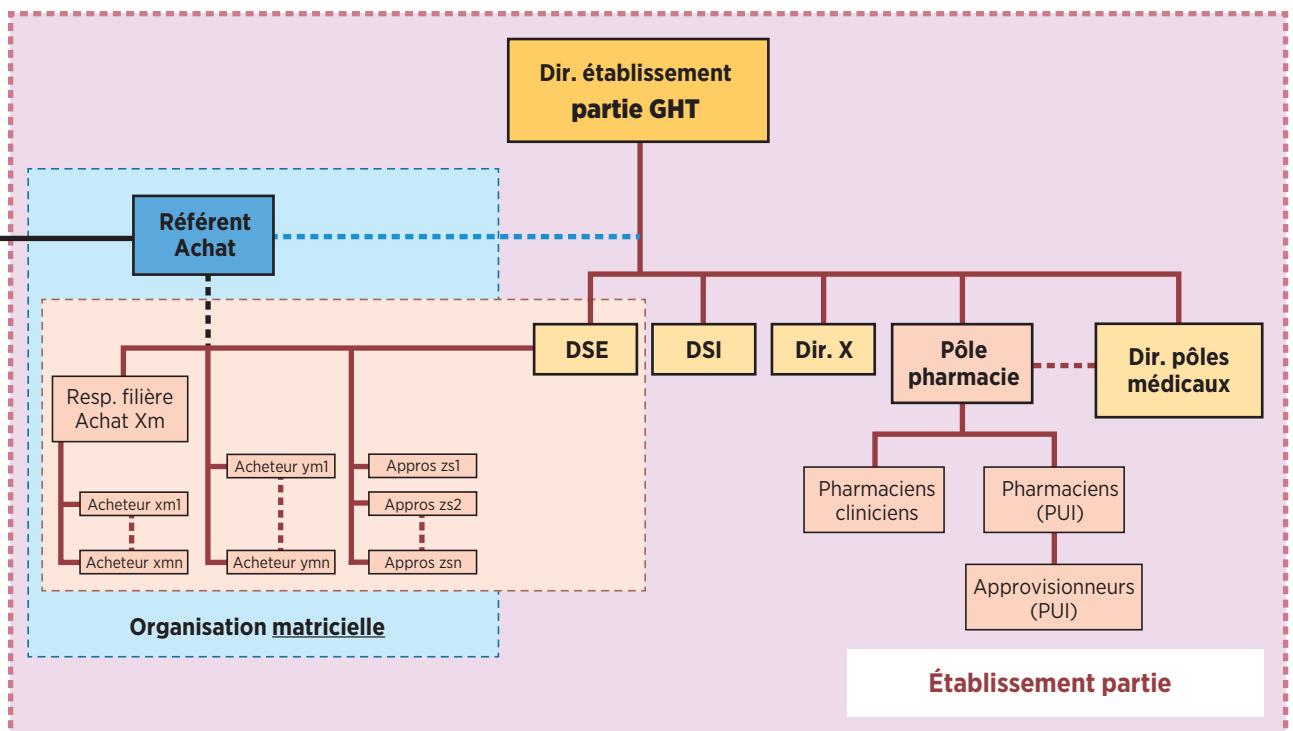 Dir. établissement
partie GHT
Référent
Achat
DSE
DSI
Dir. X
Pôle
pharmacie
Dir. pôles
médicaux
Resp. filière
Achat Xm
Acheteur ym1
Appros zs1
Acheteur xm1
Appros zs2
Acheteur xmn
Acheteur ymn
Appros zsn
Pharmaciens
cliniciens
Pharmaciens
(PUI)
Approvisionneurs
(PUI)
Organisation matricielle
Établissement partie